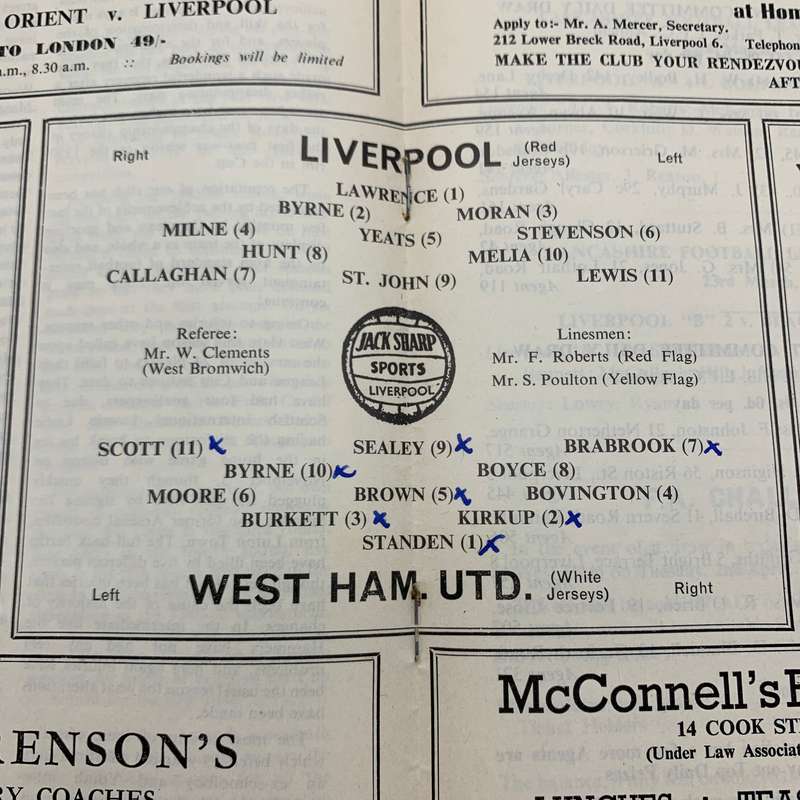 ORIENT v. LIVERPOOL
TO LONDON 49/-
a.m., 8.30 a.m. :: Bookings will be limited
at Hom
Apply to:- Mr. A. Mercer, Secretary.
212 Lower Breck Road, Liverpool 6. Telephon
MAKE THE CLUB YOUR RENDEZVOU
AFT
Right LIVERPOOL (Red Jerseys) Left
LAWRENCE (1)
BYRNE (2) MORAN (3)
MILNE (4) YEATS (5) STEVENSON (6)
HUNT (8) MELIA (10)
CALLAGHAN (7) ST. JOHN (9) LEWIS (11)
Referee:
Mr. W. Clements
(West Bromwich)
JACK SHARP
SPORTS
LIVERPOOL
Linesmen:
Mr. F. Roberts (Red Flag)
Mr. S. Poulton (Yellow Flag)
SCOTT (11) x SEALEY (9) x BRABROOK (7) x
BYRNE (10) x BOYCE (8)
MOORE (6) BROWN (5) x BOVINGTON (4)
BURKETT (3) x KIRKUP (2) x
STANDEN (1) x
Left WEST HAM. UTD. (White Jerseys) Right
RENSON'S
RY COACHES
McConnell's
14 COOK ST
(Under Law Associat
LUNCHES : TEAS